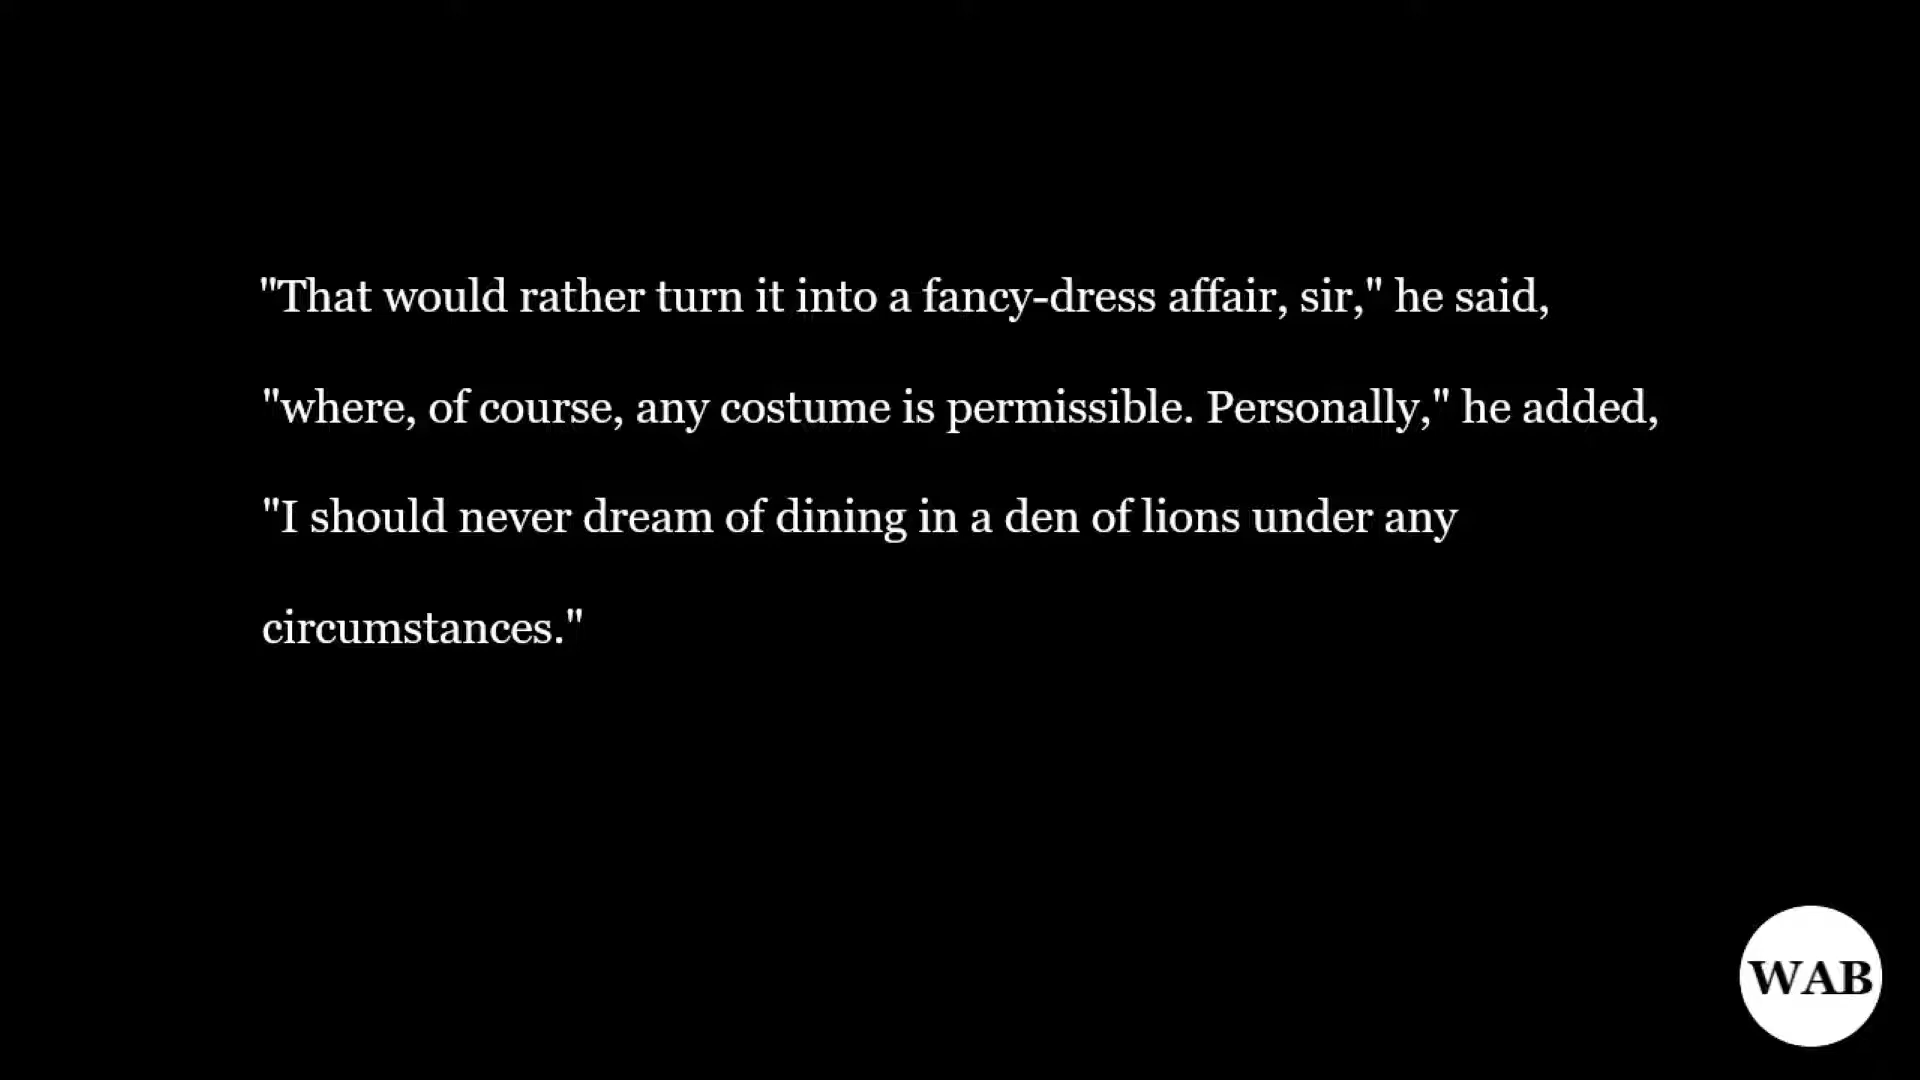 "That would rather turn it into a fancy-dress affair, sir," he said,
"where, of course, any costume is permissible. Personally," he added,
"I should never dream of dining in a den of lions under any
circumstances."
WAB